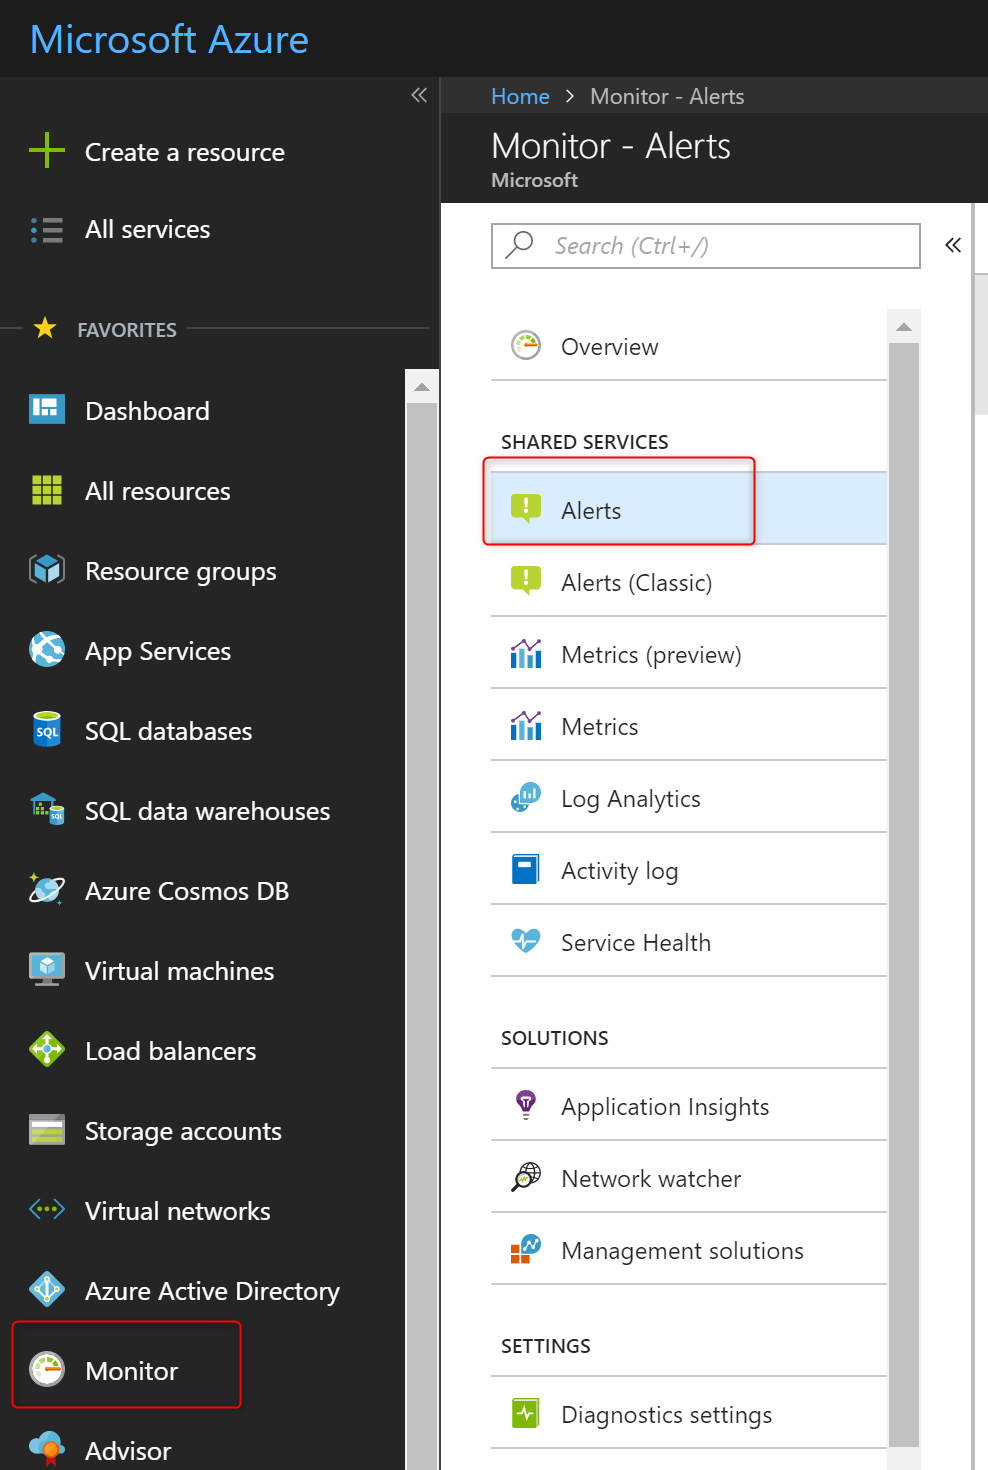 Microsoft Azure
Create a resource
All services
FAVORITES
Dashboard
All resources
Resource groups
App Services
SQL
SQL databases
SQL
SQL data warehouses
Azure Cosmos DB
Virtual machines
Load balancers
Storage accounts
Virtual networks
Azure Active Directory
Monitor
Advisor
Home > Monitor - Alerts
Monitor - Alerts
Microsoft
Search (Ctrl+/)
Overview
SHARED SERVICES
Alerts
Alerts (Classic)
Metrics (preview)
Metrics
Log Analytics
Activity log
Service Health
SOLUTIONS
Application Insights
Network watcher
Management solutions
SETTINGS
Diagnostics settings